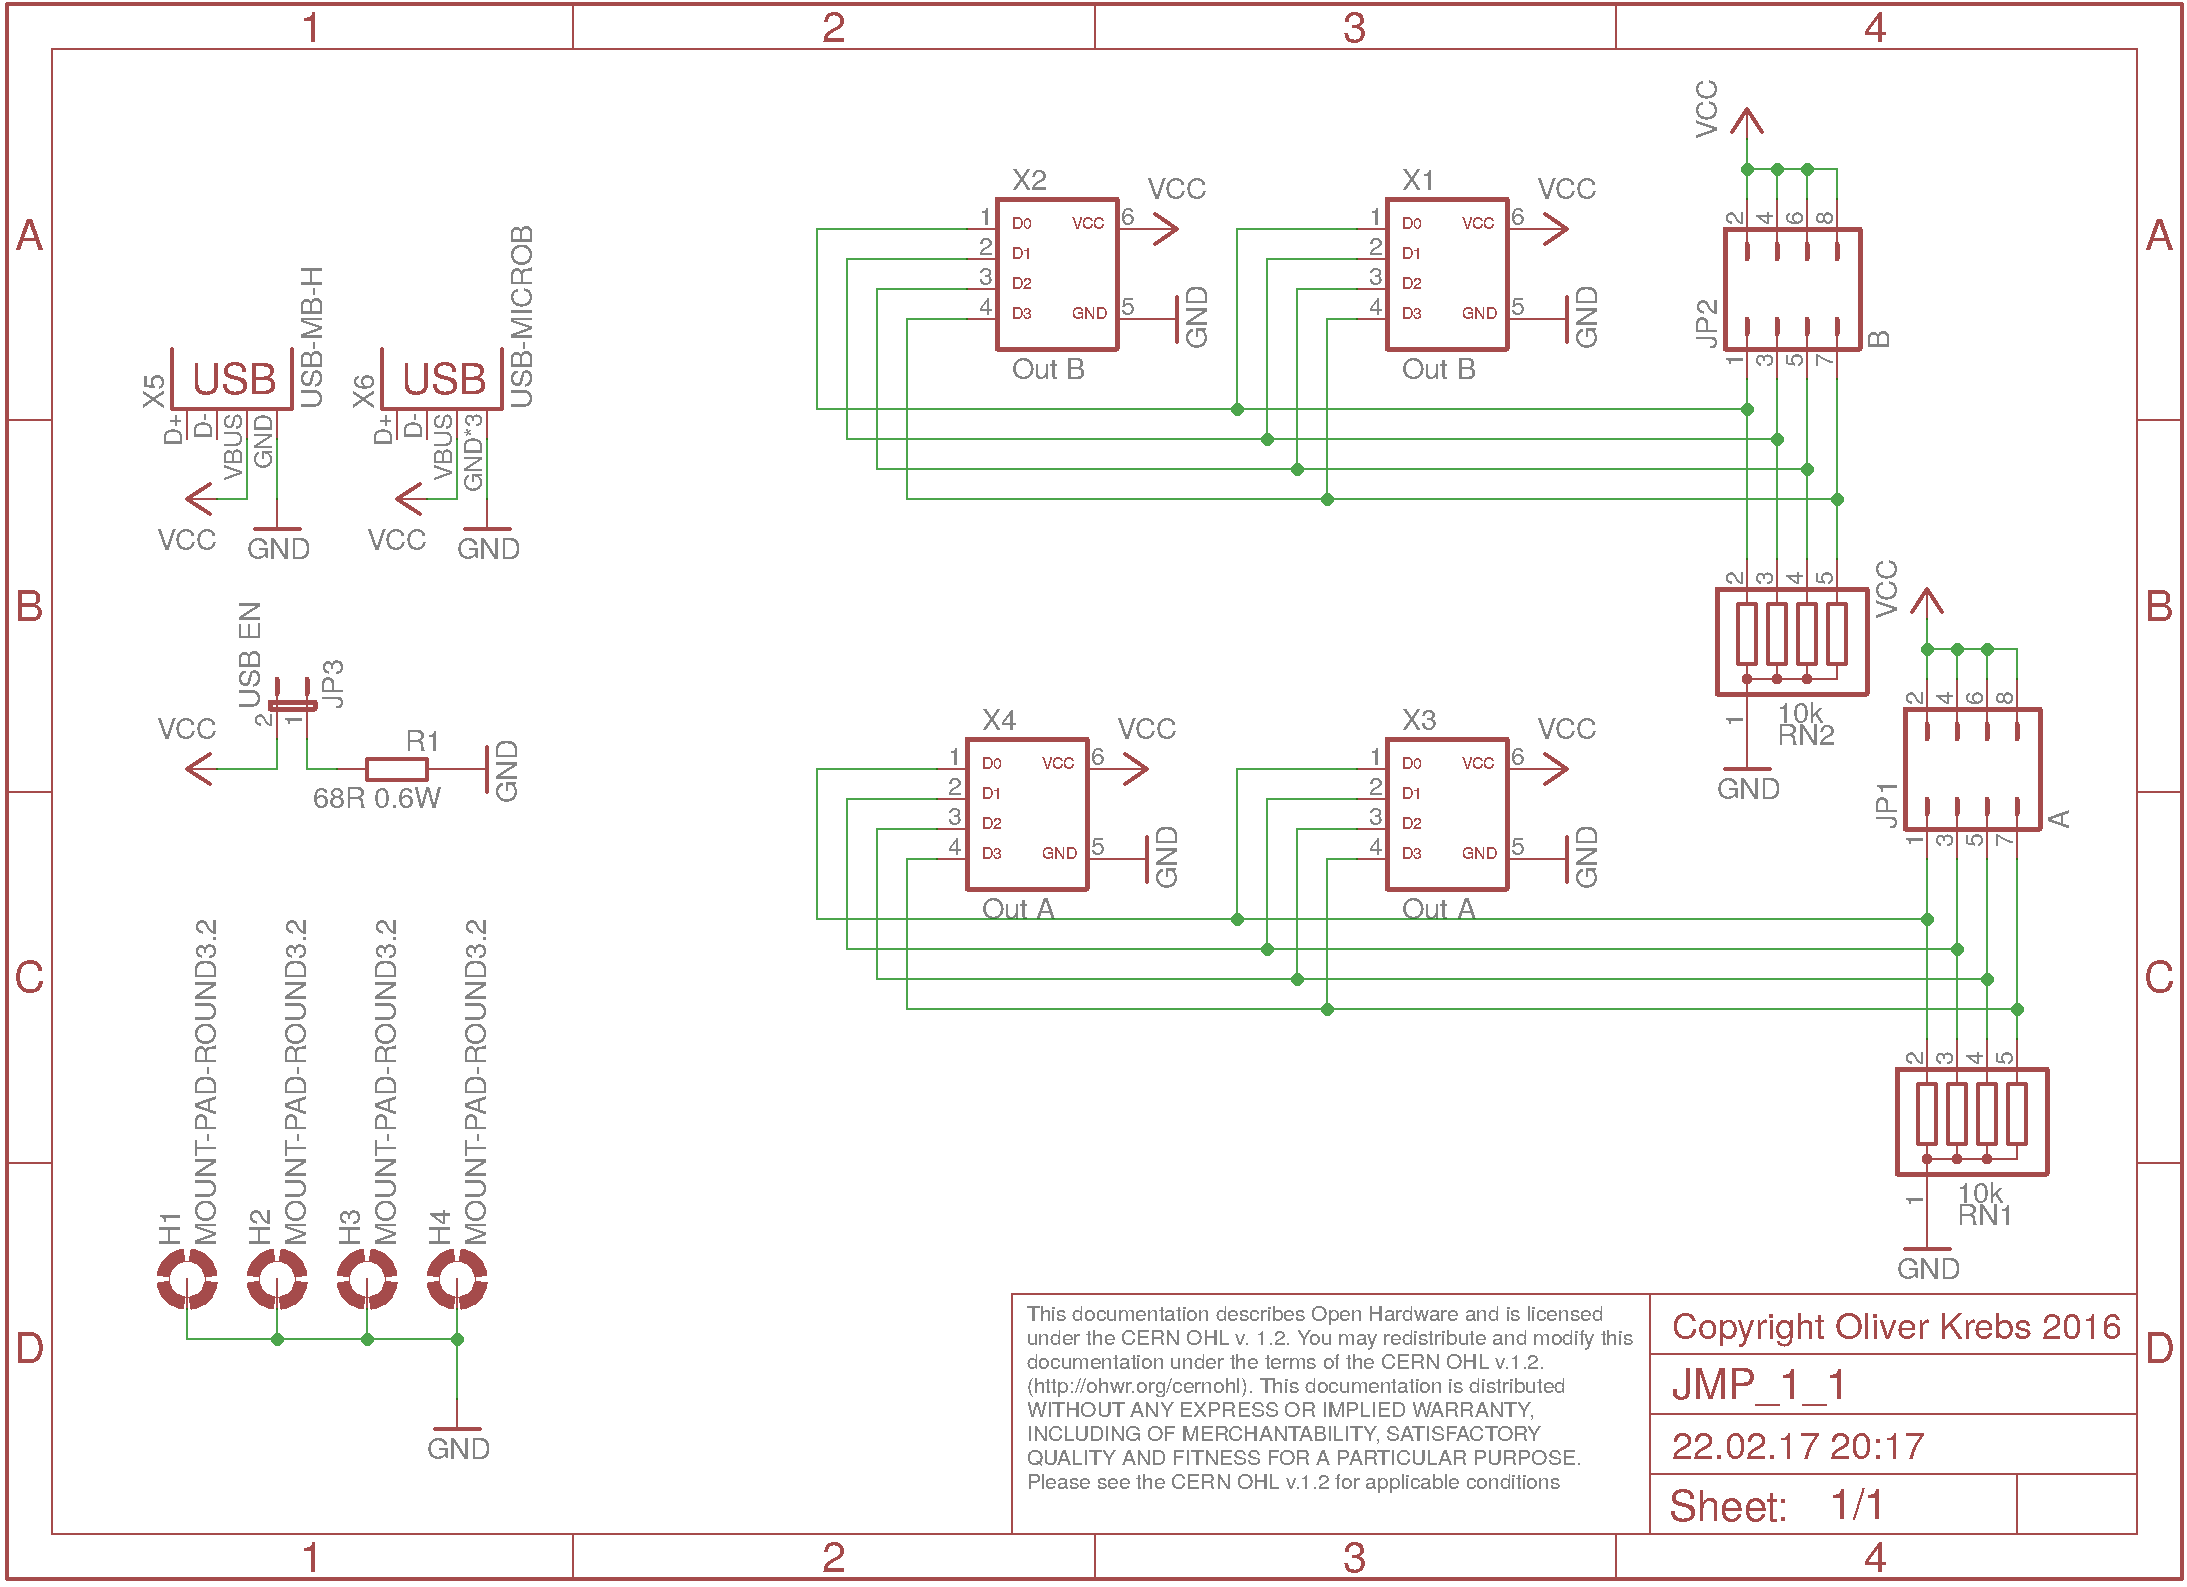 1 2 3 4
A A
B B
C C
D D
1 2 3 4
X5
USB
USB-MB-H
D+
D-
VBUS
GND
VCC
GND
X6
USB
USB-MICROB
D+
D-
VBUS
GND*3
VCC
GND
USB EN
JP3
2 1
VCC
R1
68R 0.6W
GND
H1
MOUNT-PAD-ROUND3.2
H2
MOUNT-PAD-ROUND3.2
H3
MOUNT-PAD-ROUND3.2
H4
MOUNT-PAD-ROUND3.2
GND
X2
1 D0 VCC 6 VCC
2 D1
3 D2
4 D3 GND 5 GND
Out B
X1
1 D0 VCC 6 VCC
2 D1
3 D2
4 D3 GND 5 GND
Out B
VCC
2 4 6 8
JP2
B
1 3 5 7
2 3 4 5
1
10k
RN2
GND
X4
1 D0 VCC 6 VCC
2 D1
3 D2
4 D3 GND 5 GND
Out A
X3
1 D0 VCC 6 VCC
2 D1
3 D2
4 D3 GND 5 GND
Out A
VCC
2 4 6 8
JP1
A
1 3 5 7
2 3 4 5
1
10k
RN1
GND
This documentation describes Open Hardware and is licensed
under the CERN OHL v. 1.2. You may redistribute and modify this
documentation under the terms of the CERN OHL v.1.2.
(http://ohwr.org/cernohl). This documentation is distributed
WITHOUT ANY EXPRESS OR IMPLIED WARRANTY,
INCLUDING OF MERCHANTABILITY, SATISFACTORY
QUALITY AND FITNESS FOR A PARTICULAR PURPOSE.
Please see the CERN OHL v.1.2 for applicable conditions
Copyright Oliver Krebs 2016
JMP_1_1
22.02.17 20:17
Sheet: 1/1